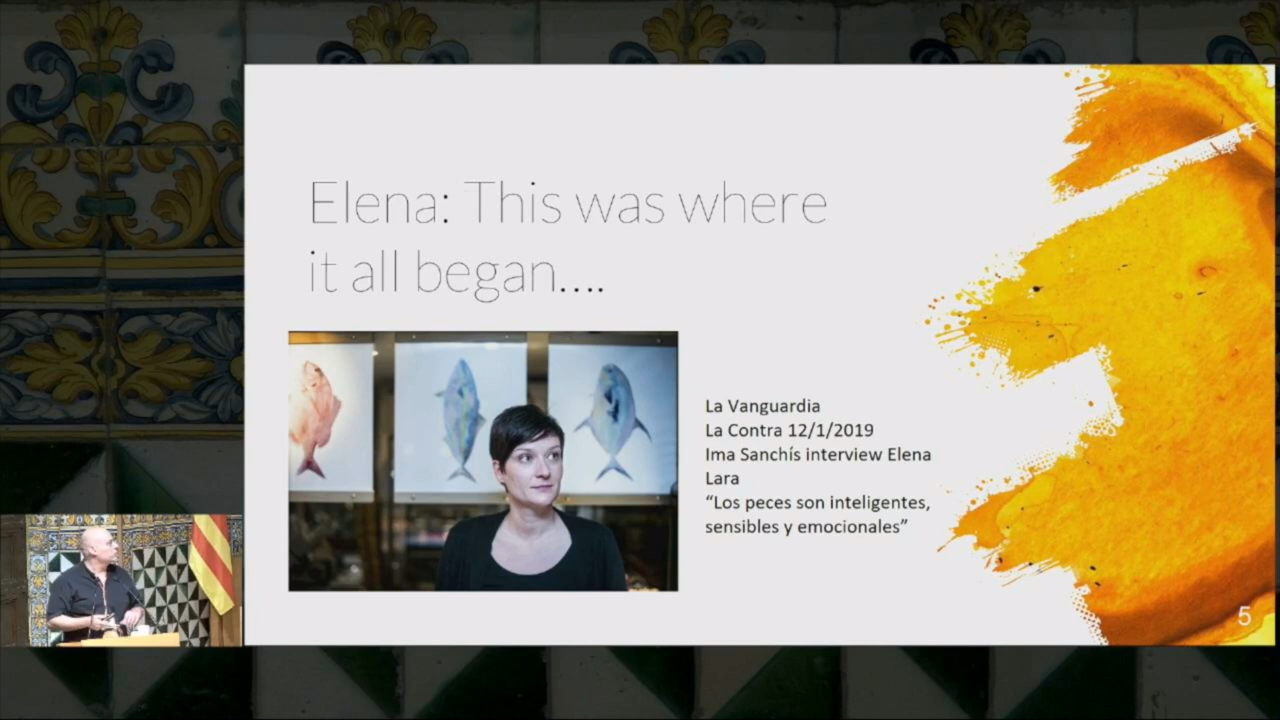 Elena: This was where
it all began....
La Vanguardia
La Contra 12/1/2019
Ima Sanchís interview Elena
Lara
“Los peces son inteligentes,
sensibles y emocionales”
5